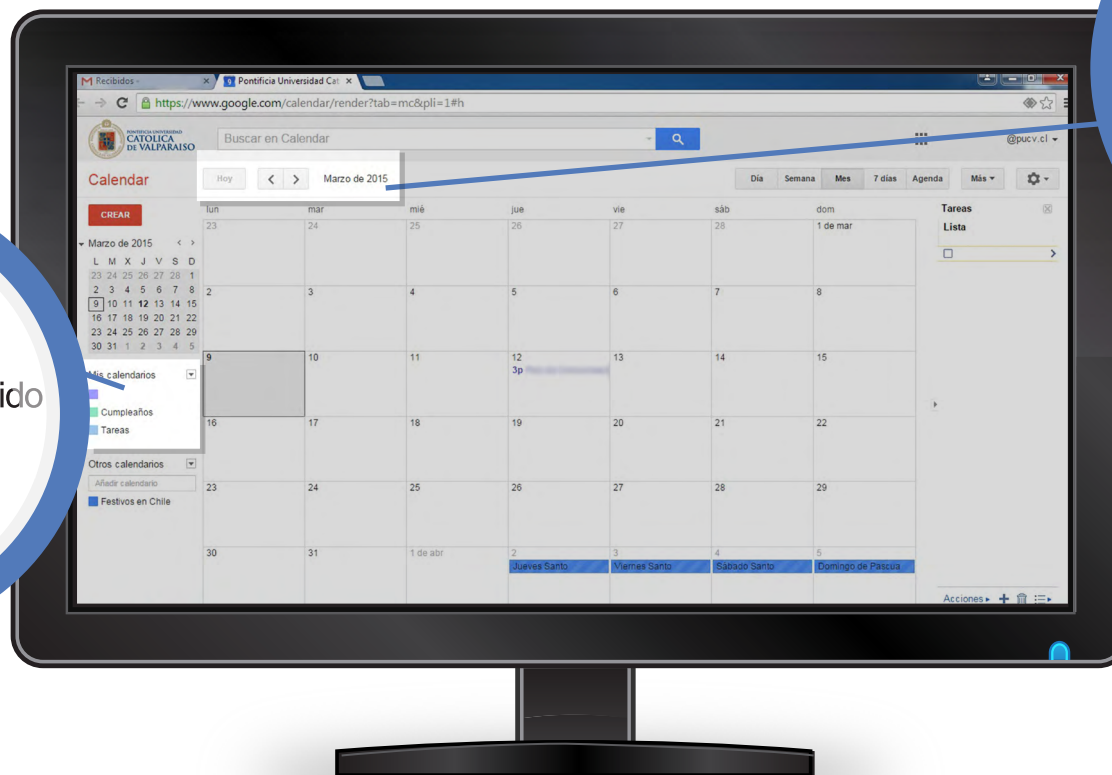 Recibidos -
9 Pontificia Universidad Cat
https://www.google.com/calendar/render?tab=mc&pli=1#h
PONTIFICIA UNIVERSIDAD
CATOLICA
DE VALPARAISO
Buscar en Calendar
@pucv.cl
Calendar
Hoy < > Marzo de 2015
Día Semana Mes 7 días Agenda Más
CREAR
Marzo de 2015 < >
L M X J V S D
23 24 25 26 27 28 1
2 3 4 5 6 7 8
9 10 11 12 13 14 15
16 17 18 19 20 21 22
23 24 25 26 27 28 29
30 31 1 2 3 4 5
Mis calendarios
Cumpleaños
Tareas
Otros calendarios
Añadir calendario
Festivos en Chile
ido
lun mar mié jue vie sáb dom
23 24 25 26 27 28 1 de mar
2 3 4 5 6 7 8
9 10 11 12 13 14 15
3p
16 17 18 19 20 21 22
23 24 25 26 27 28 29
30 31 1 de abr 2 3 4 5
Jueves Santo Viernes Santo Sábado Santo Domingo de Pascua
Tareas
Lista
Acciones